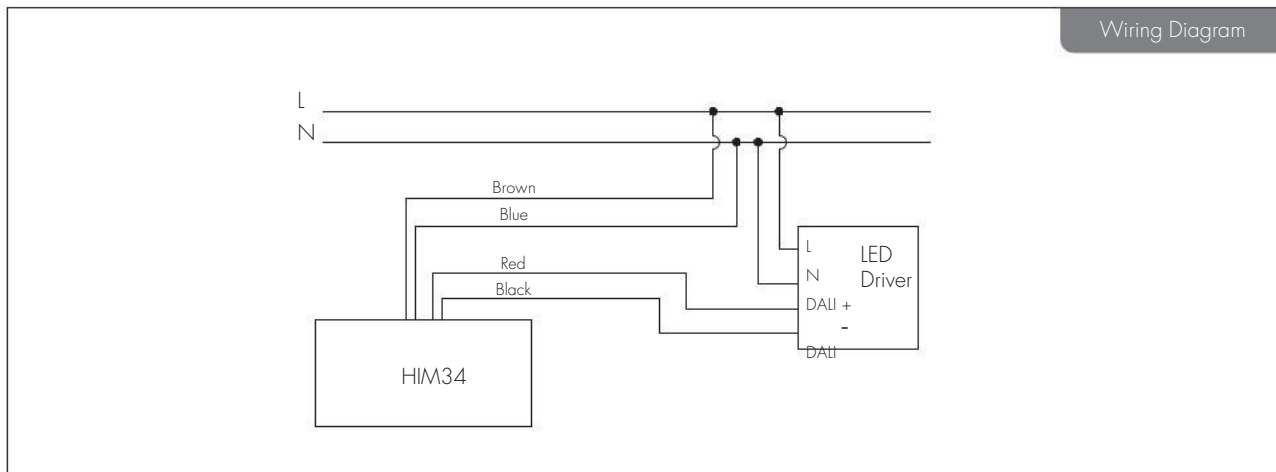 Wiring Diagram
L
N
Brown
Blue
Red
Black
HIM34
L
N
DALI +
-
DALI
LED
Driver